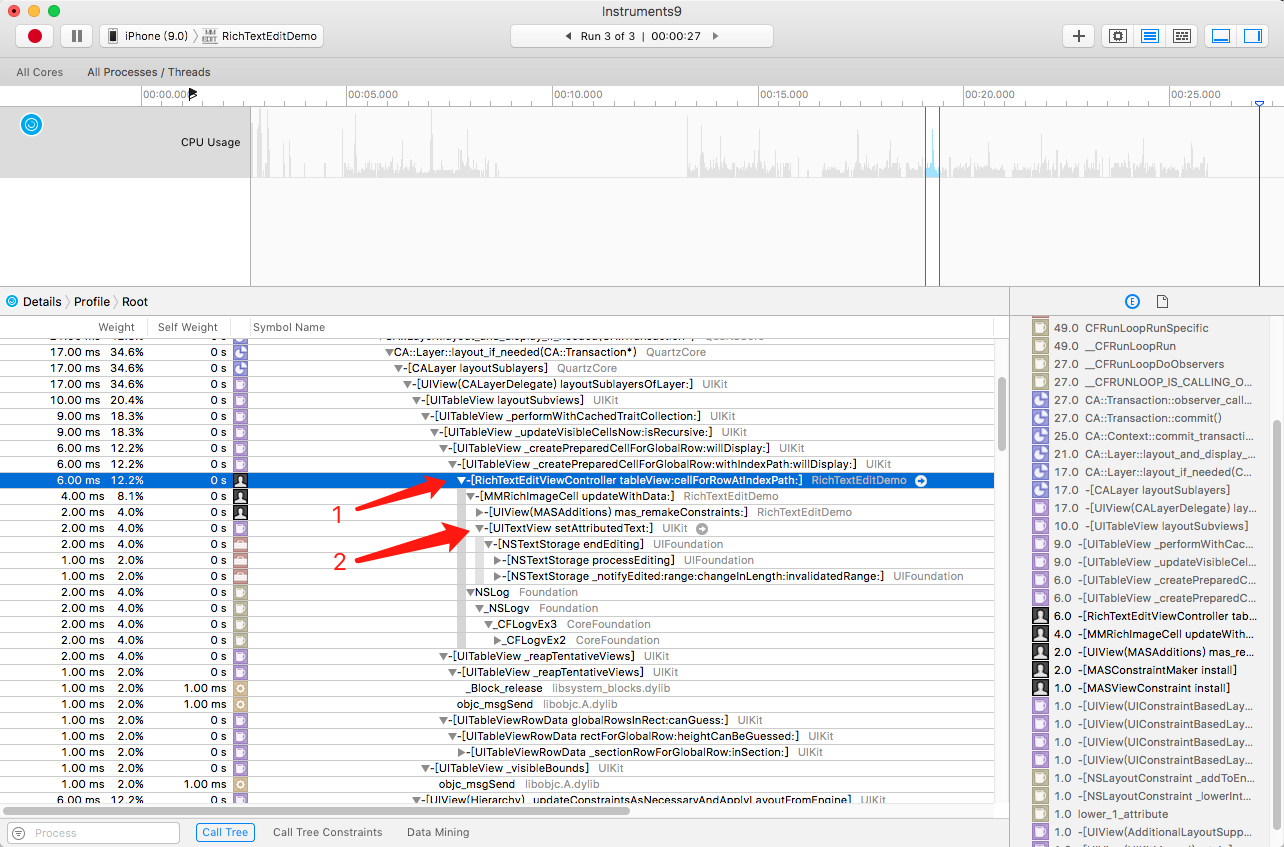 Instruments9
iPhone (9.0) RichTextEditDemo
Run 3 of 3 | 00:00:27
All Cores All Processes / Threads
00:00.000 00:05.000 00:10.000 00:15.000 00:20.000 00:25.000
CPU Usage
Details Profile Root
Weight Self Weight Symbol Name
17.00 ms 34.6% 0 s CA::Layer::layout_if_needed(CA::Transaction*) QuartzCore
17.00 ms 34.6% 0 s -[CALayer layoutSublayers] QuartzCore
17.00 ms 34.6% 0 s -[UIView(CALayerDelegate) layoutSublayersOfLayer:] UIKit
10.00 ms 20.4% 0 s -[UITableView layoutSubviews] UIKit
9.00 ms 18.3% 0 s -[UITableView _performWithCachedTraitCollection:] UIKit
9.00 ms 18.3% 0 s -[UITableView _updateVisibleCellsNow:isRecursive:] UIKit
6.00 ms 12.2% 0 s -[UITableView _createPreparedCellForGlobalRow:willDisplay:] UIKit
6.00 ms 12.2% 0 s -[UITableView _createPreparedCellForGlobalRow:withIndexPath:willDisplay:] UIKit
6.00 ms 12.2% 0 s -[RichTextEditViewController tableView:cellForRowAtIndexPath:] RichTextEditDemo
4.00 ms 8.1% 0 s -[MMRichImageCell updateWithData:] RichTextEditDemo
1
2.00 ms 4.0% 0 s -[UIView(MASAdditions) mas_remakeConstraints:] RichTextEditDemo
2.00 ms 4.0% 0 s -[UITextView setAttributedText:] UIKit
2.00 ms 4.0% 0 s -[NSTextStorage endEditing] UIFoundation
2
1.00 ms 2.0% 0 s -[NSTextStorage processEditing] UIFoundation
1.00 ms 2.0% 0 s -[NSTextStorage _notifyEdited:range:changeInLength:invalidatedRange:] UIFoundation
2.00 ms 4.0% 0 s NSLog Foundation
2.00 ms 4.0% 0 s _NSLogv Foundation
2.00 ms 4.0% 0 s _CFLogvEx3 CoreFoundation
2.00 ms 4.0% 0 s _CFLogvEx2 CoreFoundation
2.00 ms 4.0% 0 s -[UITableView _reapTentativeViews] UIKit
1.00 ms 2.0% 0 s -[UITableView _reapTentativeViews] UIKit
1.00 ms 2.0% 1.00 ms _Block_release libsystem_blocks.dylib
1.00 ms 2.0% 1.00 ms objc_msgSend libobjc.A.dylib
1.00 ms 2.0% 0 s -[UITableViewRowData globalRowsInRect:canGuess:] UIKit
1.00 ms 2.0% 0 s -[UITableViewRowData rectForGlobalRow:heightCanBeGuessed:] UIKit
1.00 ms 2.0% 0 s -[UITableViewRowData _sectionRowForGlobalRow:inSection:] UIKit
1.00 ms 2.0% 0 s -[UITableView _visibleBounds] UIKit
1.00 ms 2.0% 1.00 ms objc_msgSend libobjc.A.dylib
6.00 ms 12.2% 0 s -[UIView(Hierarchy) _updateConstraintsAsNecessaryAndApplyLayoutFromEngine] UIKit
Process Call Tree Call Tree Constraints Data Mining
E
49.0 CFRunLoopRunSpecific
49.0 __CFRunLoopRun
27.0 __CFRunLoopDoObservers
27.0 __CFRUNLOOP_IS_CALLING_O...
27.0 CA::Transaction::observer_call...
27.0 CA::Transaction::commit()
25.0 CA::Context::commit_transacti...
21.0 CA::Layer::layout_and_display_...
17.0 CA::Layer::layout_if_needed(C...
17.0 -[CALayer layoutSublayers]
17.0 -[UIView(CALayerDelegate) lay...
10.0 -[UITableView layoutSubviews]
9.0 -[UITableView _performWithCac...
9.0 -[UITableView _updateVisibleCel...
6.0 -[UITableView _createPreparedC...
6.0 -[UITableView _createPreparedC...
6.0 -[RichTextEditViewController tab...
4.0 -[MMRichImageCell updateWith...
2.0 -[UIView(MASAdditions) mas_re...
2.0 -[MASConstraintMaker install]
1.0 -[MASViewConstraint install]
1.0 -[UIView(UIConstraintBasedLay...
1.0 -[UIView(UIConstraintBasedLay...
1.0 -[UIView(UIConstraintBasedLay...
1.0 -[UIView(UIConstraintBasedLay...
1.0 -[NSLayoutConstraint _addToEn...
1.0 -[NSLayoutConstraint _lowerInt...
1.0 lower_1_attribute
1.0 -[UIView(AdditionalLayoutSupp...